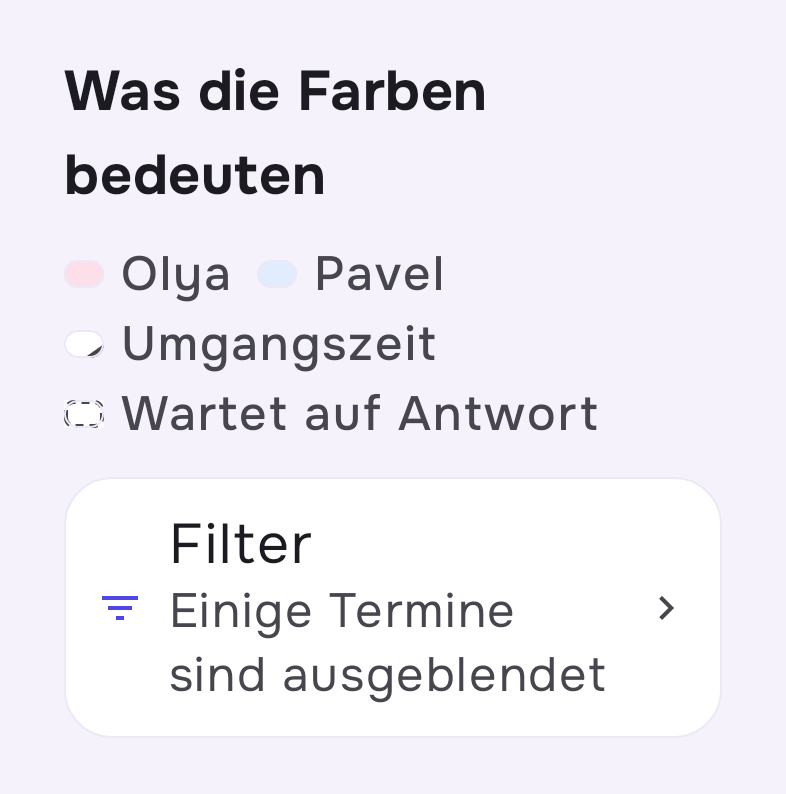 Was die Farben
bedeuten
Olya Pavel
Umgangszeit
Wartet auf Antwort
Filter
Einige Termine
sind ausgeblendet